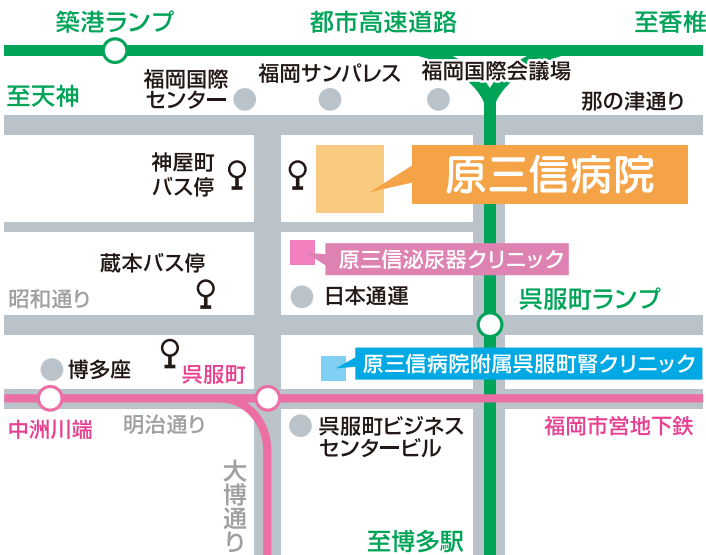 築港ランプ
都市高速道路
至香椎
福岡国際
センター
福岡サンパレス
福岡国際会議場
至天神
那の津通り
神屋町
バス停
原三信病院
蔵本バス停
原三信泌尿器クリニック
昭和通り
日本通運
呉服町ランプ
博多座
呉服町
原三信病院附属呉服町腎クリニック
中洲川端
明治通り
呉服町ビジネス
センタービル
福岡市営地下鉄
大博通り
至博多駅